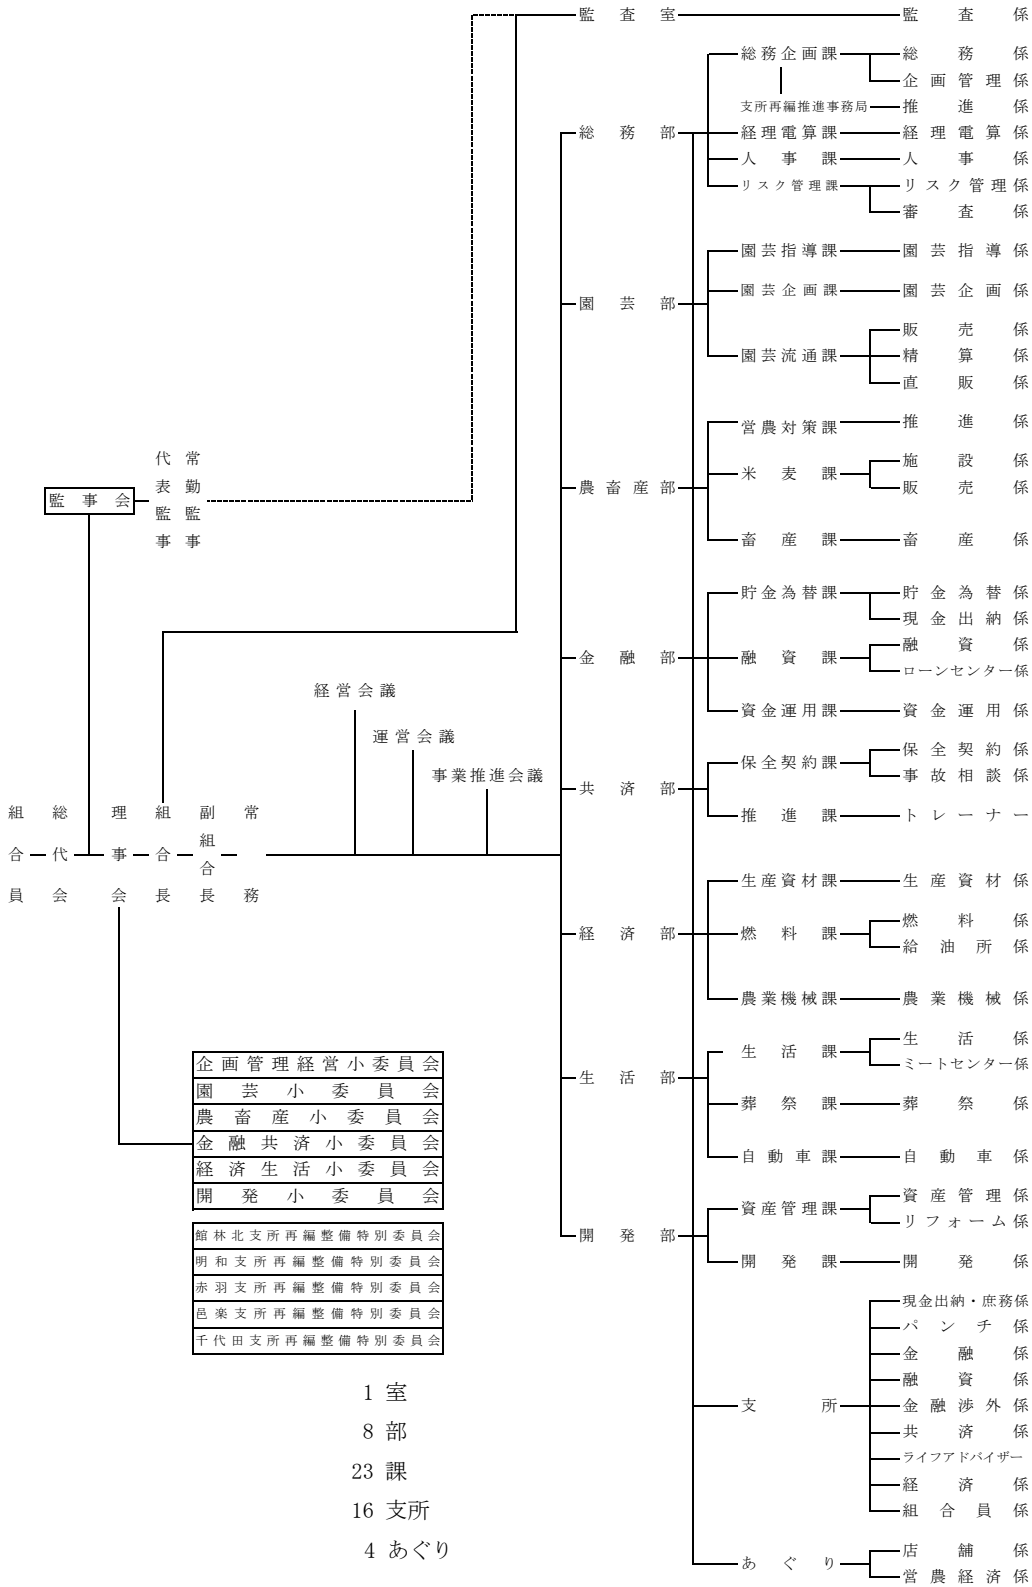 監査室 監査係
総務企画課 総務係
企画管理係
支所再編推進事務局 推進係
総務部 経理電算課 経理電算係
人事課 人事係
リスク管理課 リスク管理係
審査係
園芸指導課 園芸指導係
園芸企画課 園芸企画係
園芸部
販売係
園芸流通課 精算係
直販係
営農対策課 推進係
施設係
米麦課
販売係
農畜産部
畜産課 畜産係
監事会
代表監事
常勤監事
貯金為替課 貯金為替係
現金出納係
融資係
金融部 融資課
ローンセンター係
資金運用課 資金運用係
経営会議
運営会議
事業推進会議
保全契約課 保全契約係
事故相談係
共済部
推進課 トレーナー
組合員
総代会
理事会
組合長
副組合長
常務
生産資材課 生産資材係
燃料係
経済部 燃料課
給油所係
農業機械課 農業機械係
生活係
生活課
ミートセンター係
生活部
葬祭課 葬祭係
自動車課 自動車係
資産管理係
資産管理課
リフォーム係
開発部
開発課 開発係
企画管理経営小委員会
園芸小委員会
農畜産小委員会
金融共済小委員会
経済生活小委員会
開発小委員会
館林北支所再編整備特別委員会
明和支所再編整備特別委員会
赤羽支所再編整備特別委員会
邑楽支所再編整備特別委員会
千代田支所再編整備特別委員会
現金出納・庶務係
パンチ係
金融係
融資係
支所 金融渉外係
共済係
ライフアドバイザー
経済係
組合員係
店舗係
あぐり
営農経済係
1 室
8 部
23 課
16 支所
4 あぐり